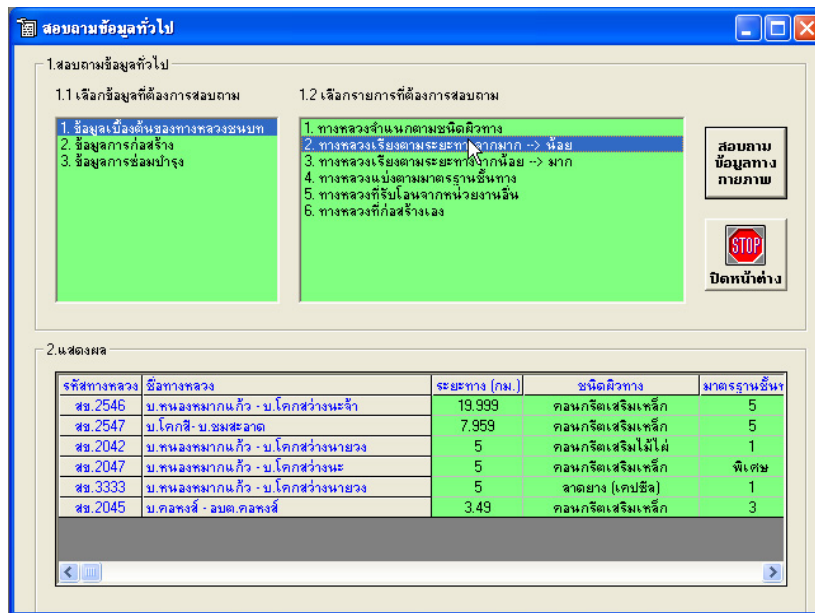 สอบถามข้อมูลทั่วไป
1.สอบถามข้อมูลทั่วไป
1.1 เลือกข้อมูลที่ต้องการสอบถาม
1. ข้อมูลเบื้องต้นของทางหลวงชนบท
2. ข้อมูลการก่อสร้าง
3. ข้อมูลการซ่อมบำรุง
1.2 เลือกรายการที่ต้องการสอบถาม
1. ทางหลวงจำแนกตามชนิดผิวทาง
2. ทางหลวงเรียงตามระยะทางจากมาก --> น้อย
3. ทางหลวงเรียงตามระยะทางจากน้อย --> มาก
4. ทางหลวงแบ่งตามมาตรฐานชั้นทาง
5. ทางหลวงที่รับโอนจากหน่วยงานอื่น
6. ทางหลวงที่ก่อสร้างเอง
สอบถาม
ข้อมูลทาง
กายภาพ
STOP
ปิดหน้าต่าง
2.แสดงผล
รหัสทางหลวง ชื่อทางหลวง ระยะทาง (กม.) ชนิดผิวทาง มาตรฐานชั้นท
สข.2546 บ.หนองหมากแก้ว - บ.โคกสว่างนะจ้า 19.999 คอนกรีตเสริมเหล็ก 5
สข.2547 บ.โคกสี- บ.ชมสะอาด 7.959 คอนกรีตเสริมเหล็ก 5
สข.2042 บ.หนองหมากแก้ว - บ.โคกสว่างนายวง 5 คอนกรีตเสริมไม้ไผ่ 1
สข.2047 บ.หนองหมากแก้ว - บ.โคกสว่างนะ 5 คอนกรีตเสริมเหล็ก พิเศษ
สข.3333 บ.หนองหมากแก้ว - บ.โคกสว่างนายวง 5 ลาดยาง (เคปซีล) 1
สข.2045 บ.คอหงส์ - อบต.คอหงส์ 3.49 คอนกรีตเสริมเหล็ก 3